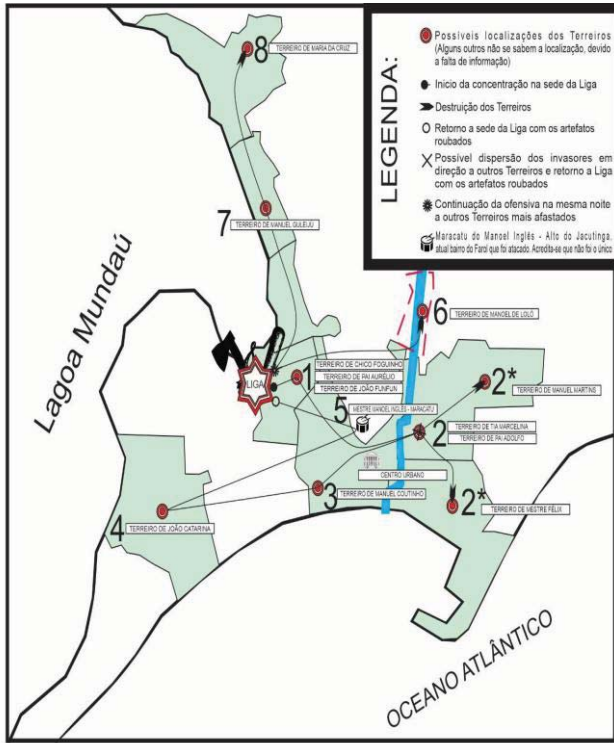 LEGENDA:
Possíveis localizações dos Terreiros
(Alguns outros não se sabem a localização, devido
a falta de informação)
Inicio da concentração na sede da Liga
Destruição dos Terreiros
Retorno a sede da Liga com os artefatos
roubados
Possível dispersão dos invasores em
direção a outros Terreiros e retorno a Liga
com os artefatos roubados
Continuação da ofensiva na mesma noite
a outros Terreiros mais afastados
Maracatu do Manoel Inglês - Alto do Jacutinga,
atual bairro do Farol que foi atacado. Acredita-se que não foi o único
8
TERREIRO DE MARIA DA CRUZ
7
TERREIRO DE MANUEL GULEIJÚ
Lagoa Mundaú
6
TERREIRO DE MANOEL DE LOLÔ
LIGA
1
TERREIRO DE CHICO FOGUINHO
TERREIRO DE PAI AURÉLIO
TERREIRO DE JOÃO FUNFUN
2*
TERREIRO DE MANUEL MARTINS
5
MESTRE MANOEL INGLÊS - MARACATU
2
TERREIRO DE TIA MARCELINA
TERREIRO DE PAI ADOLFO
CENTRO URBANO
3
TERREIRO DE MANUEL COUTINHO
2*
TERREIRO DE MESTRE FÉLIX
4
TERREIRO DE JOÃO CATARINA
OCEANO ATLÂNTICO